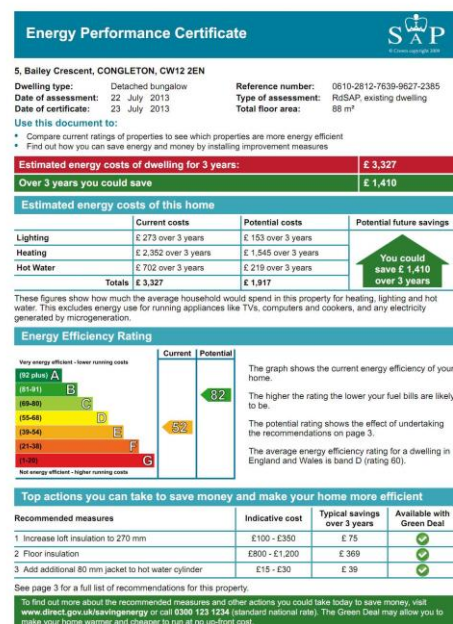 Energy Performance Certificate
SAP
© Crown copyright 2009
5, Bailey Crescent, CONGLETON, CW12 2EN
Dwelling type: Detached bungalow Reference number: 0610-2812-7639-9627-2385
Date of assessment: 22 July 2013 Type of assessment: RdSAP, existing dwelling
Date of certificate: 23 July 2013 Total floor area: 88 m²
Use this document to:
• Compare current ratings of properties to see which properties are more energy efficient
• Find out how you can save energy and money by installing improvement measures
Estimated energy costs of dwelling for 3 years: £ 3,327
Over 3 years you could save £ 1,410
Estimated energy costs of this home
Current costs Potential costs Potential future savings
Lighting £ 273 over 3 years £ 153 over 3 years
Heating £ 2,352 over 3 years £ 1,545 over 3 years
Hot Water £ 702 over 3 years £ 219 over 3 years
Totals £ 3,327 £ 1,917
You could
save £ 1,410
over 3 years
These figures show how much the average household would spend in this property for heating, lighting and hot
water. This excludes energy use for running appliances like TVs, computers and cookers, and any electricity
generated by microgeneration.
Energy Efficiency Rating
Current Potential
Very energy efficient - lower running costs
(92 plus) A
(81-91) B
(69-80) C
(55-68) D
(39-54) E
(21-38) F
(1-20) G
Not energy efficient - higher running costs
52
82
The graph shows the current energy efficiency of your
home.
The higher the rating the lower your fuel bills are likely
to be.
The potential rating shows the effect of undertaking
the recommendations on page 3.
The average energy efficiency rating for a dwelling in
England and Wales is band D (rating 60).
Top actions you can take to save money and make your home more efficient
Recommended measures Indicative cost Typical savings over 3 years Available with Green Deal
1 Increase loft insulation to 270 mm £100 - £350 £ 75
2 Floor insulation £800 - £1,200 £ 369
3 Add additional 80 mm jacket to hot water cylinder £15 - £30 £ 39
See page 3 for a full list of recommendations for this property.
To find out more about the recommended measures and other actions you could take today to save money, visit
www.direct.gov.uk/savingenergy or call 0300 123 1234 (standard national rate). The Green Deal may allow you to
make your home warmer and cheaper to run at no up-front cost.